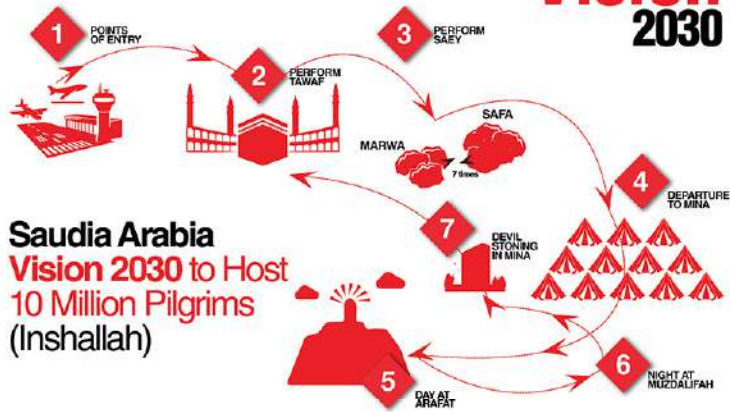 Vision
2030
1
POINTS
OF ENTRY
2
PERFORM
TAWAF
3
PERFORM
SAEY
SAFA
MARWA
7 times
4
DEPARTURE
TO MINA
7
DEVIL
STONING
IN MINA
Saudia Arabia
Vision 2030 to Host
10 Million Pilgrims
(Inshallah)
5
DAY AT
ARAFAT
6
NIGHT AT
MUZDALIFAH